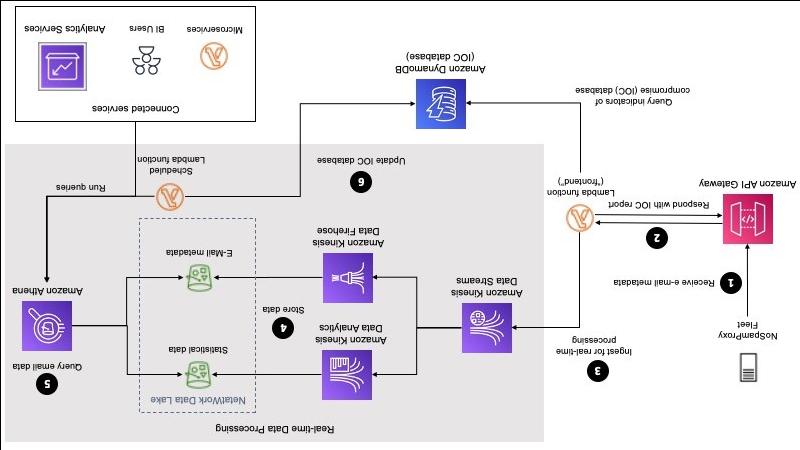 Real-time Data Processing
NoSpamProxy
Fleet
1
Receive e-mail metadata
Amazon API Gateway
2
Respond with IOC report
3
Ingest for real-time
processing
Lambda function
("frontend")
Query indicators of
compromise (IOC) database
Amazon Kinesis
Data Streams
Amazon Kinesis
Data Analytics
4
Store data
Amazon Kinesis
Data Firehose
NetatWork Data Lake
Statistical data
E-Mail metadata
5
Query email data
Amazon Athena
Run queries
Scheduled
Lambda function
6
Update IOC database
Amazon DynamoDB
(IOC database)
Connected services
Microservices
BI Users
Analytics Services